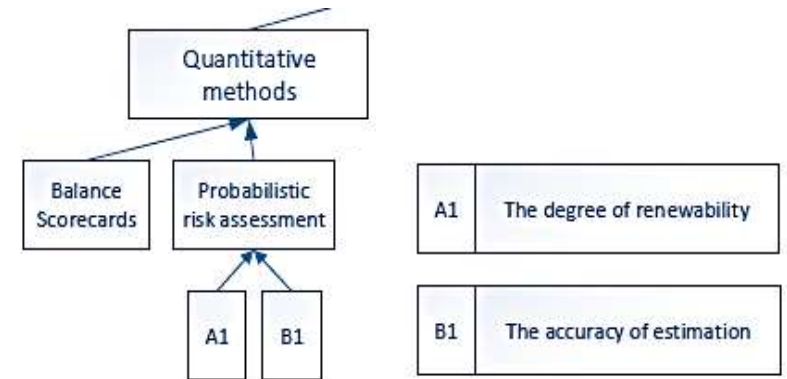 Quantitative
methods
Balance
Scorecards
Probabilistic
risk assessment
A1
The degree of renewability
A1
B1
B1
The accuracy of estimation